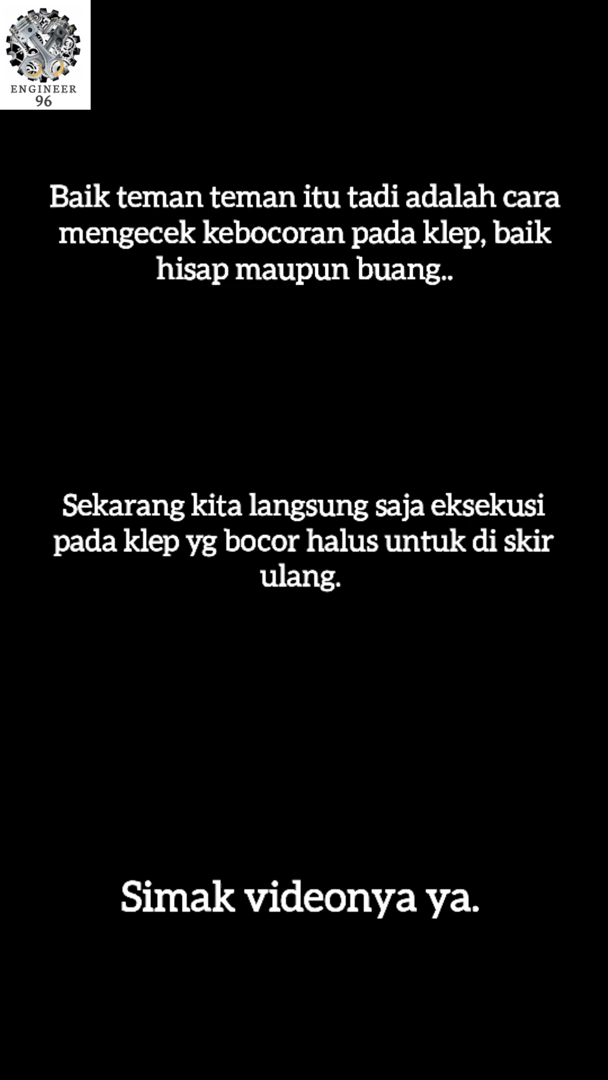 ENGINEER
96
Baik teman teman itu tadi adalah cara
mengecek kebocoran pada klep, baik
hisap maupun buang..
Sekarang kita langsung saja eksekusi
pada klep yg bocor halus untuk di skir
ulang.
Simak videonya ya.